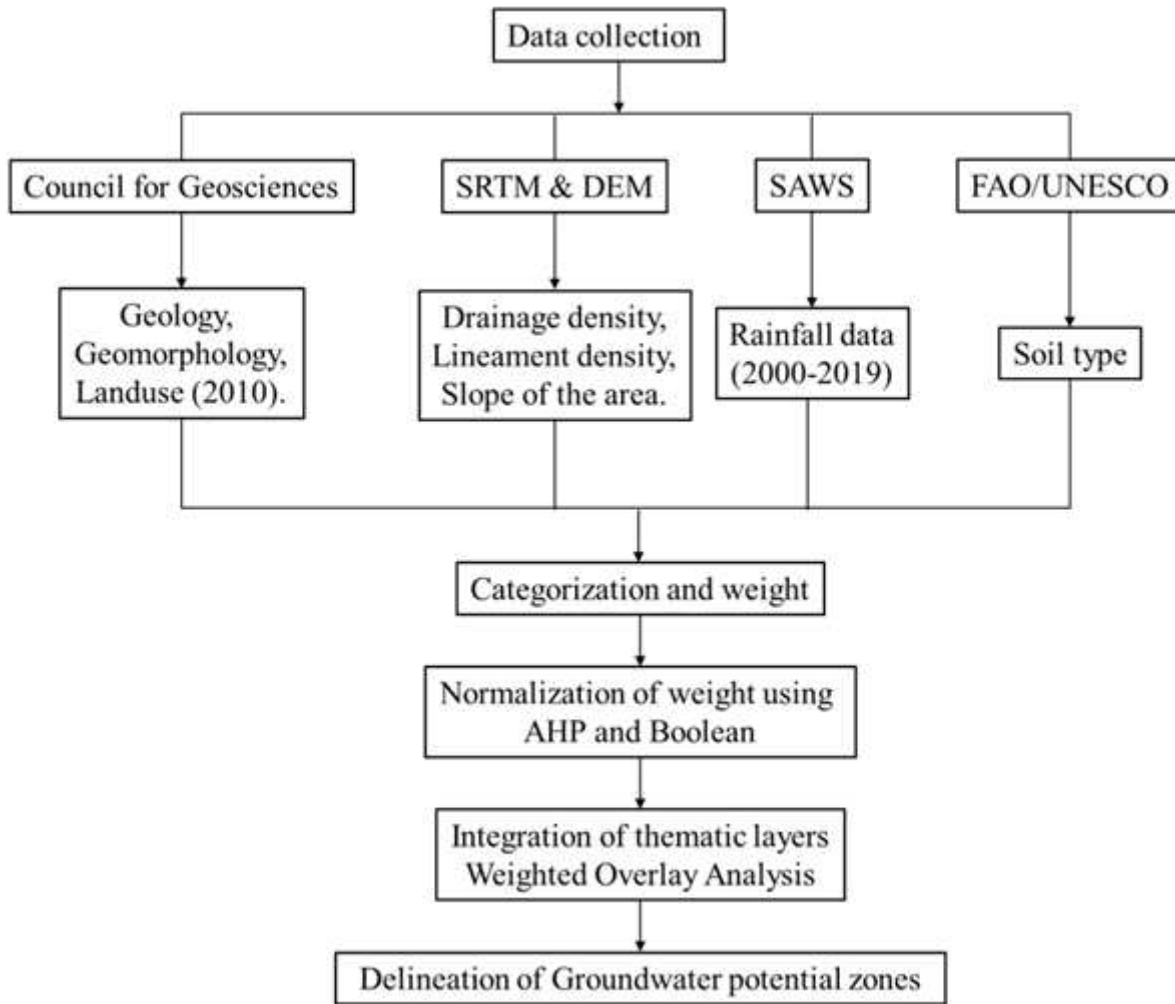 Data collection
Council for Geosciences
SRTM & DEM
SAWS
FAO/UNESCO
Geology,
Geomorphology,
Landuse (2010).
Drainage density,
Lineament density,
Slope of the area.
Rainfall data
(2000-2019)
Soil type
Categorization and weight
Normalization of weight using
AHP and Boolean
Integration of thematic layers
Weighted Overlay Analysis
Delineation of Groundwater potential zones